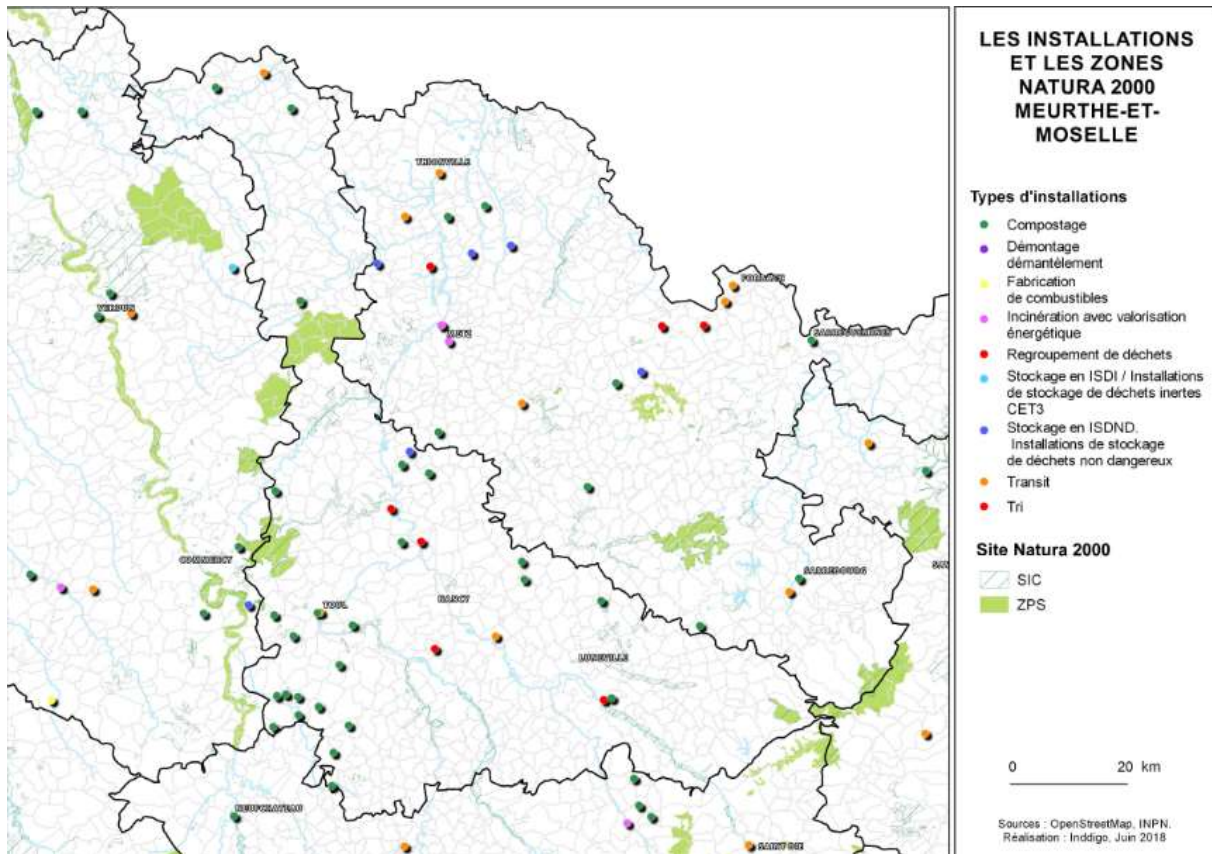 LES INSTALLATIONS
ET LES ZONES
NATURA 2000
MEURTHE-ET-
MOSELLE
Types d'installations
Compostage
Démontage
démantèlement
Fabrication
de combustibles
Incinération avec valorisation
énergétique
Regroupement de déchets
Stockage en ISDI / Installations
de stockage de déchets inertes
CET3
Stockage en ISDND.
Installations de stockage
de déchets non dangereux
Transit
Tri
Site Natura 2000
SIC
ZPS
0 20 km
Sources : OpenStreetMap, INPN.
Réalisation : Inddigo, Juin 2018
THIONVILLE
FORBACH
VERDUN
METZ
SARREGUEMINES
COMMERCY
SARREBOURG
TOUL
NANCY
LUNEVILLE
NEUFCHATEAU
SAINT DIE